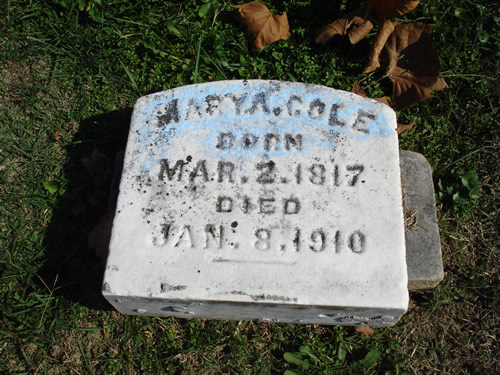 MARY A. COLE
BORN
MAR. 2. 1817
DIED
JAN. 8. 1910